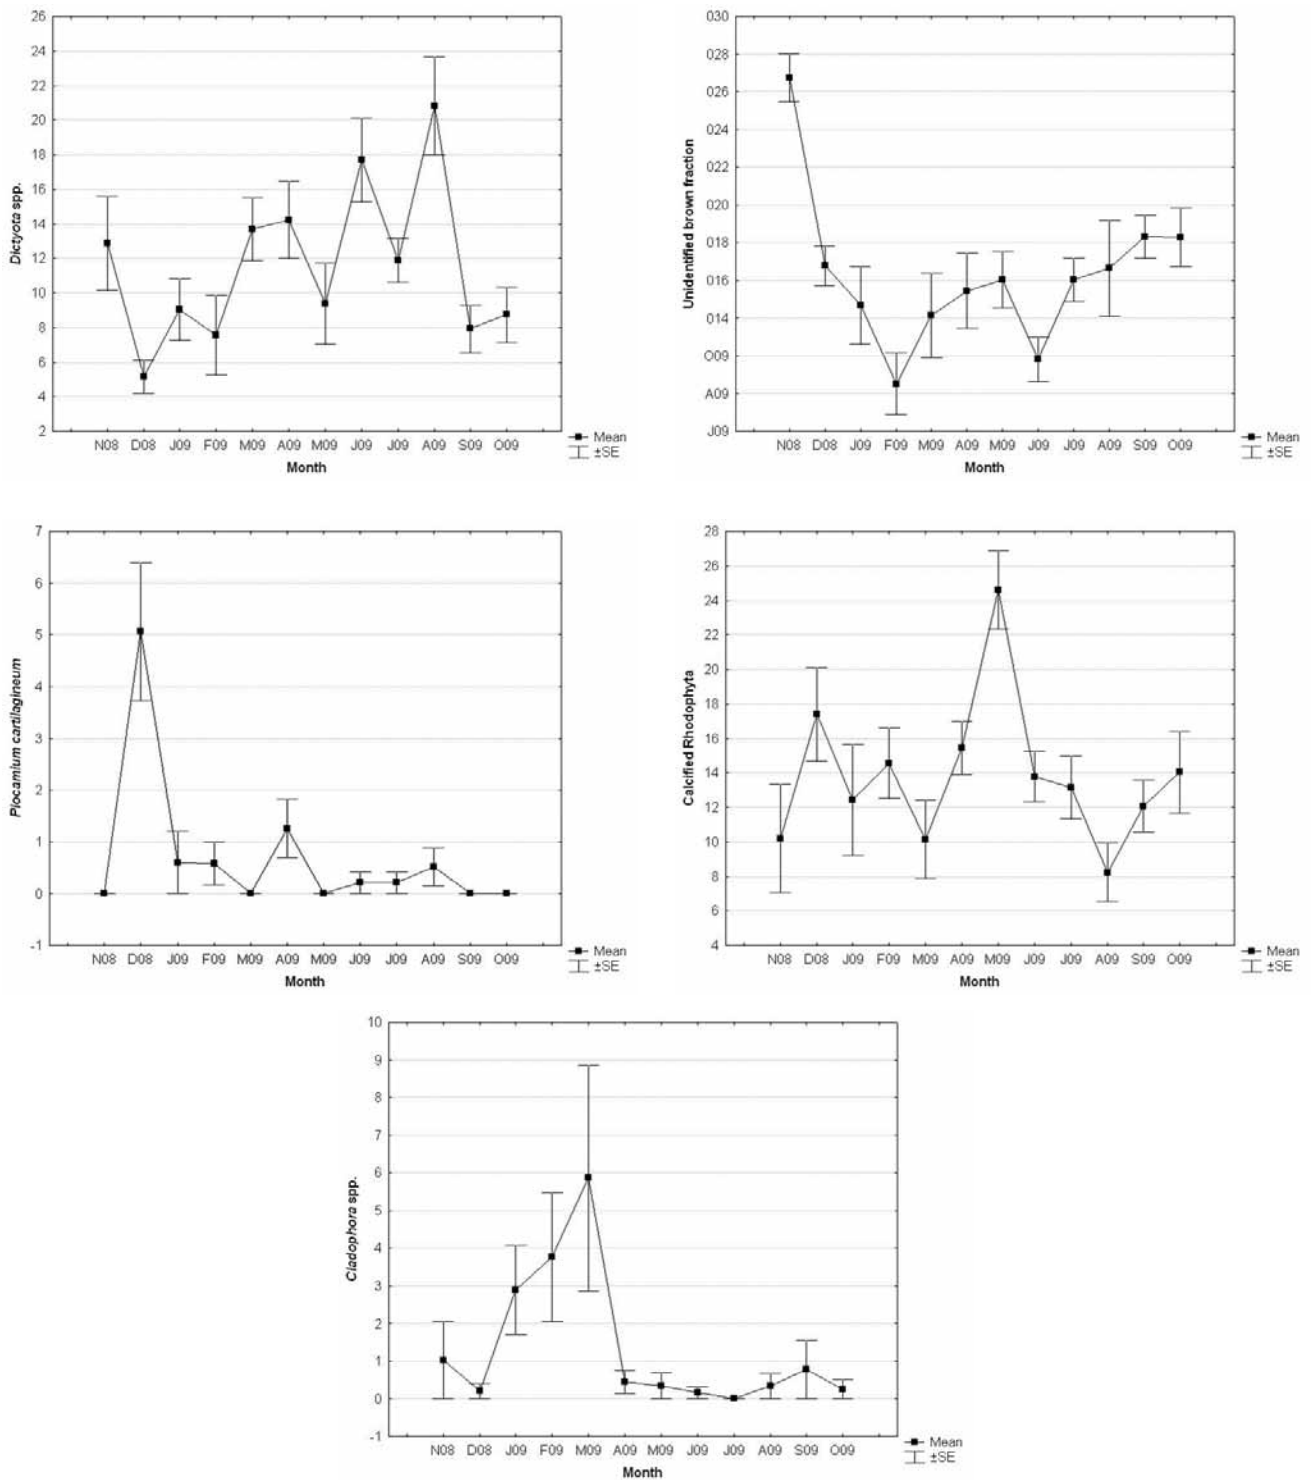 26
24
22
20
18
16
14
12
10
8
6
4
2
Dictyota spp.
N08 D08 J09 F09 M09 A09 M09 J09 J09 A09 S09 O09
Month
Mean
±SE
030
028
026
024
022
020
018
016
014
O09
A09
J09
Unidentified brown fraction
N08 D08 J09 F09 M09 A09 M09 J09 J09 A09 S09 O09
Month
Mean
±SE
7
6
5
4
3
2
1
0
-1
Plocamium cartilagineum
N08 D08 J09 F09 M09 A09 M09 J09 J09 A09 S09 O09
Month
Mean
±SE
28
26
24
22
20
18
16
14
12
10
8
6
4
Calcified Rhodophyta
N08 D08 J09 F09 M09 A09 M09 J09 J09 A09 S09 O09
Month
Mean
±SE
10
9
8
7
6
5
4
3
2
1
0
-1
Cladophora spp.
N08 D08 J09 F09 M09 A09 M09 J09 J09 A09 S09 O09
Month
Mean
±SE